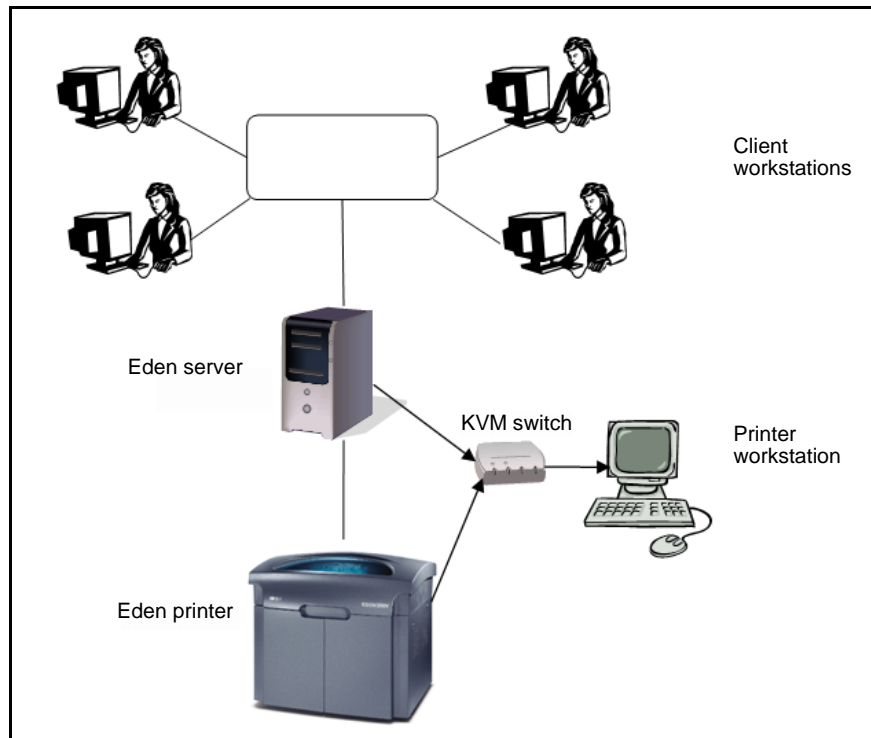 Client
workstations
Eden server
KVM switch
Printer
workstation
Eden printer